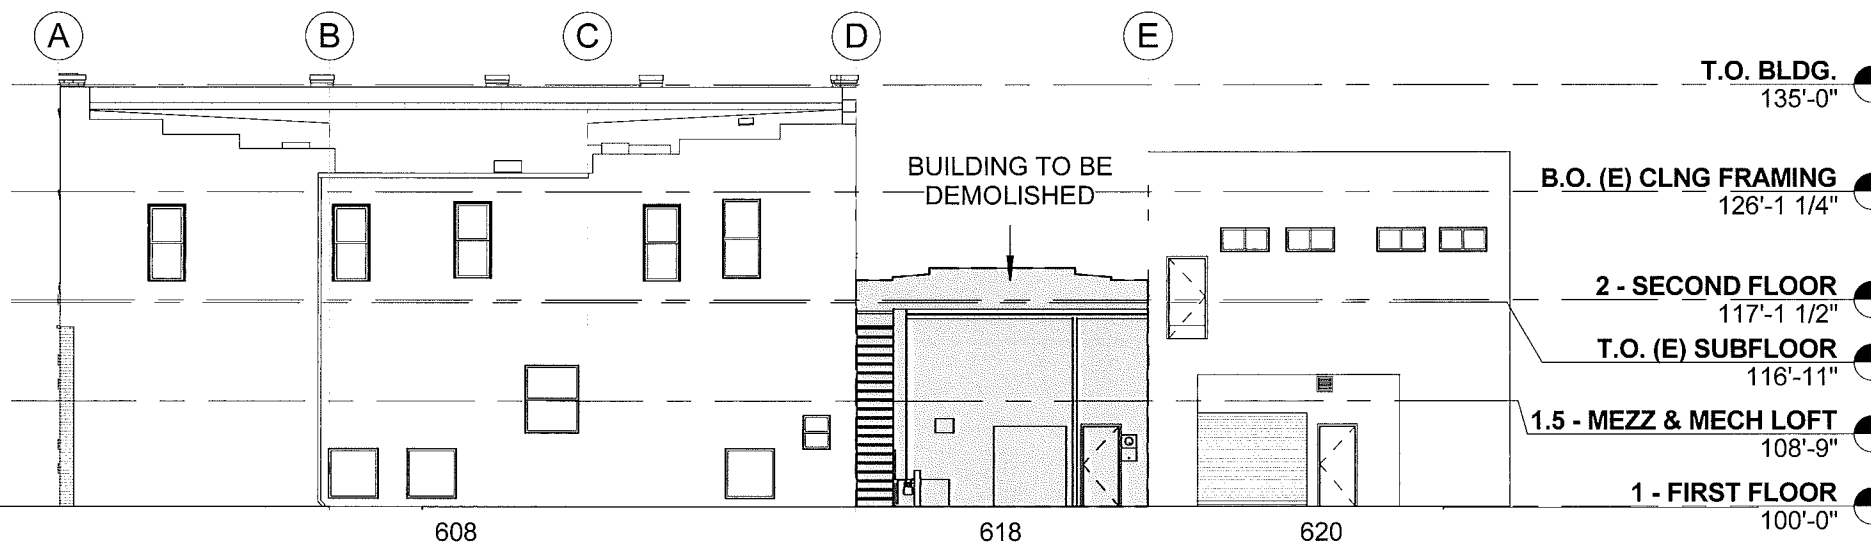 A B C D E
T.O. BLDG.
135'-0"
BUILDING TO BE
DEMOLISHED
B.O. (E) CLNG FRAMING
126'-1 1/4"
2 - SECOND FLOOR
117'-1 1/2"
T.O. (E) SUBFLOOR
116'-11"
1.5 - MEZZ & MECH LOFT
108'-9"
1 - FIRST FLOOR
100'-0"
608 618 620